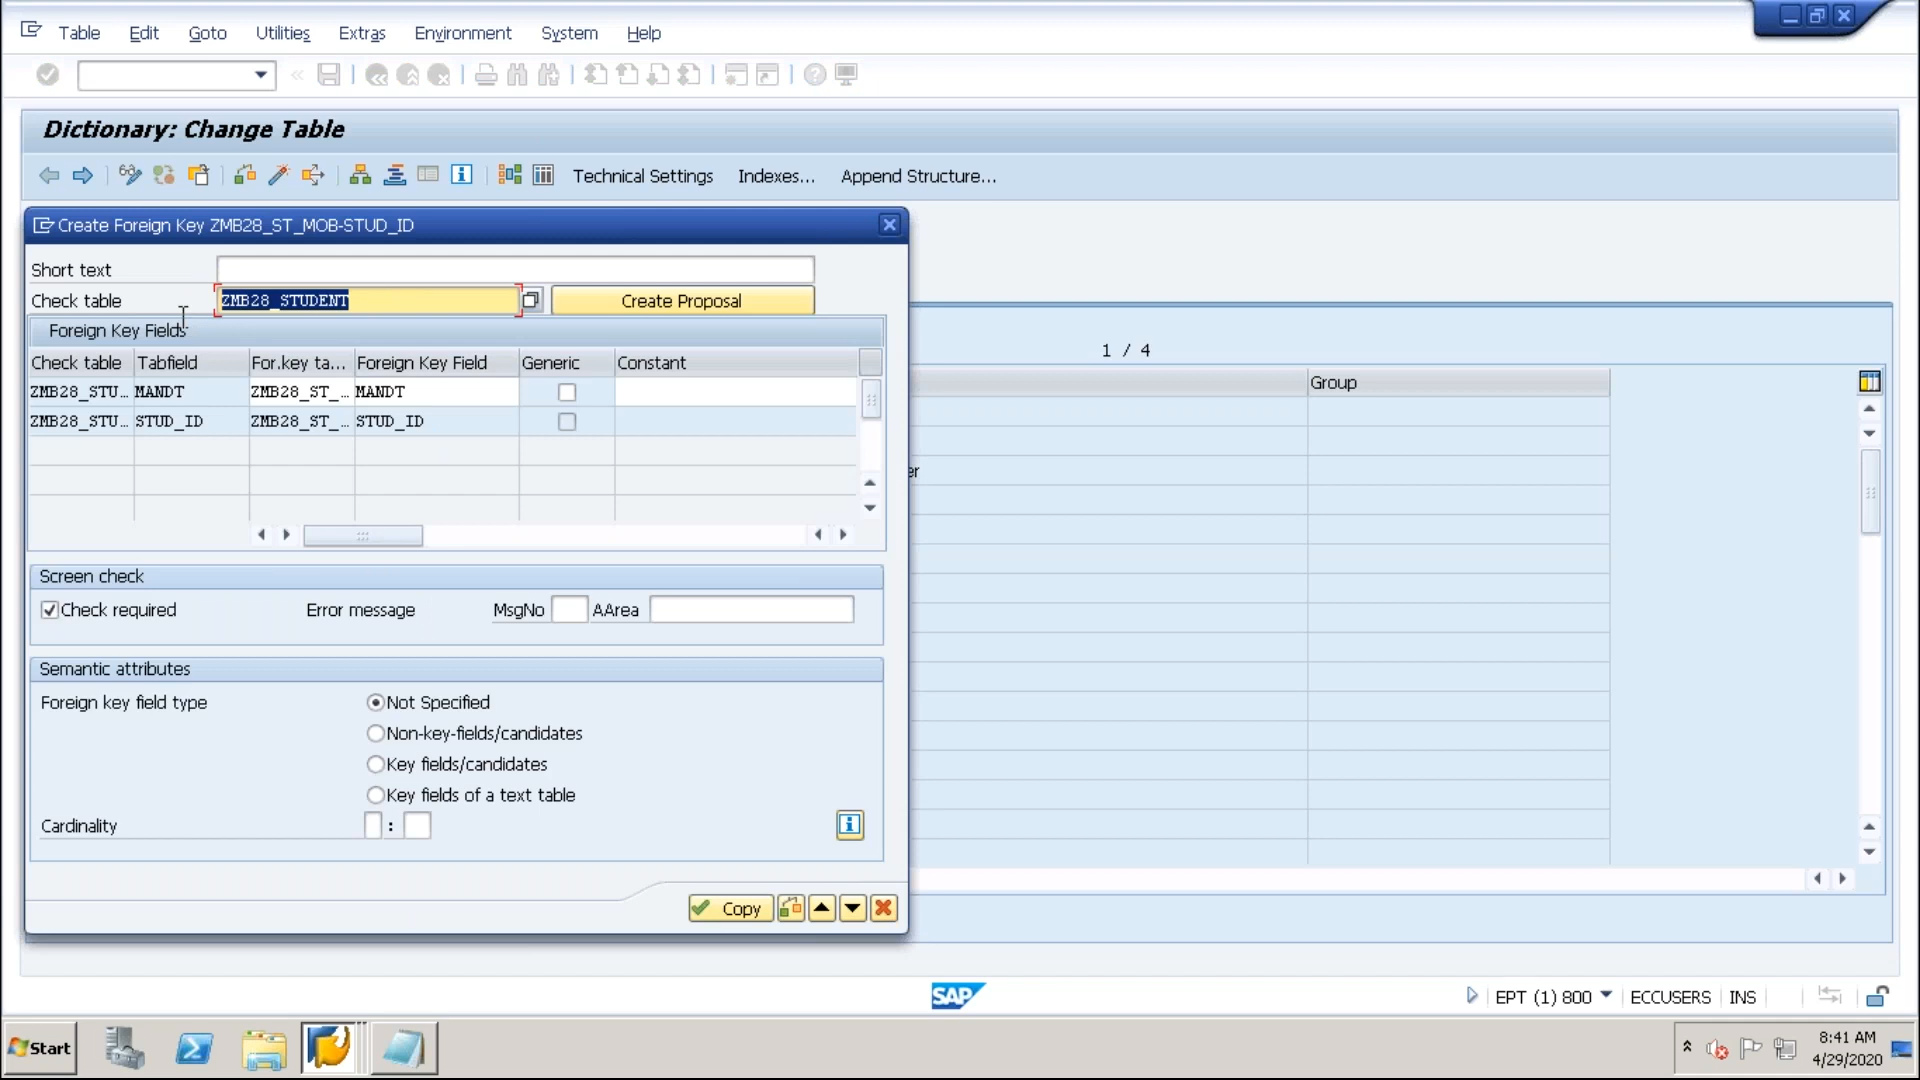 Table Edit Goto Utilities Extras Environment System Help
Dictionary: Change Table
Technical Settings Indexes... Append Structure...
Create Foreign Key ZMB28_ST_MOB-STUD_ID
Short text
Check table ZMB28_STUDENT Create Proposal
Foreign Key Fields
1 / 4
Check table Tabfield For.key ta... Foreign Key Field Generic Constant
Group
ZMB28_STU... MANDT ZMB28_ST_... MANDT
ZMB28_STU... STUD_ID ZMB28_ST_... STUD_ID
er
Screen check
Check required Error message MsgNo AArea
Semantic attributes
Foreign key field type Not Specified
Non-key-fields/candidates
Key fields/candidates
Key fields of a text table
Cardinality :
Copy
SAP EPT (1) 800 ECCUSERS INS
Start 8:41 AM
4/29/2020